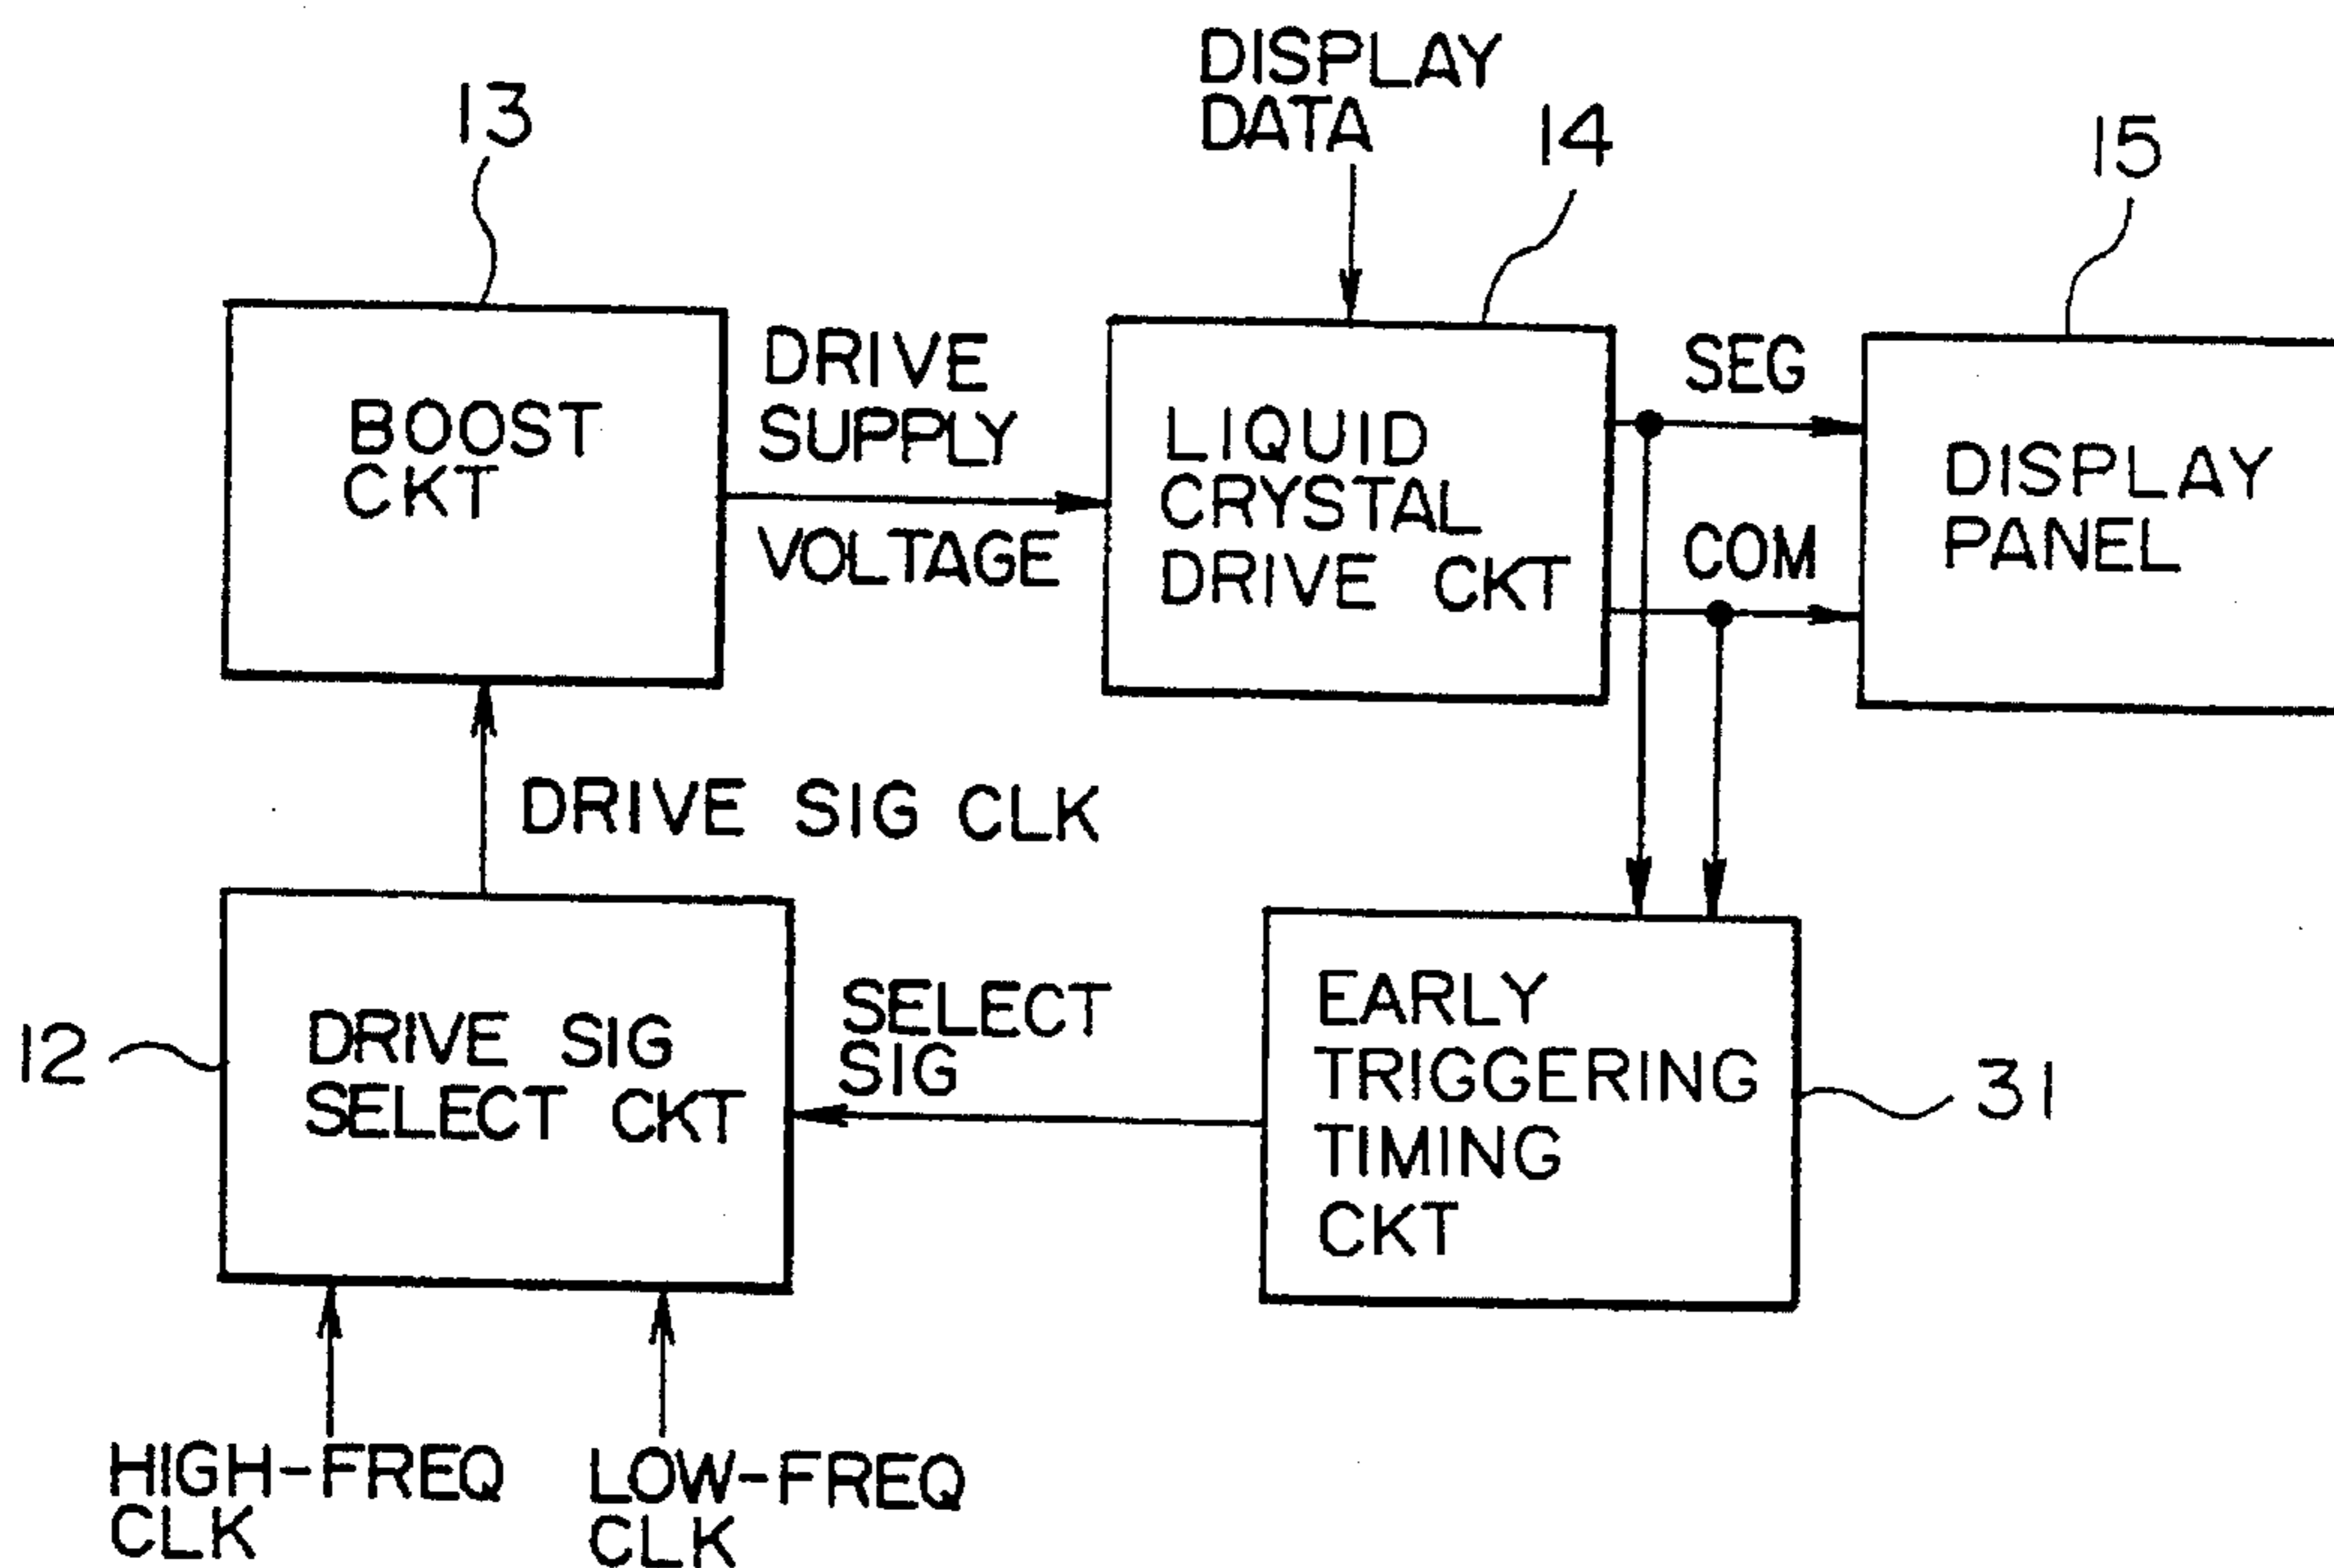 DISPLAY
DATA
13
14
15
BOOST
CKT
DRIVE
SUPPLY
VOLTAGE
LIQUID
CRYSTAL
DRIVE CKT
SEG
COM
DISPLAY
PANEL
DRIVE SIG CLK
12
DRIVE SIG
SELECT CKT
SELECT
SIG
EARLY
TRIGGERING
TIMING
CKT
31
HIGH-FREQ
CLK
LOW-FREQ
CLK